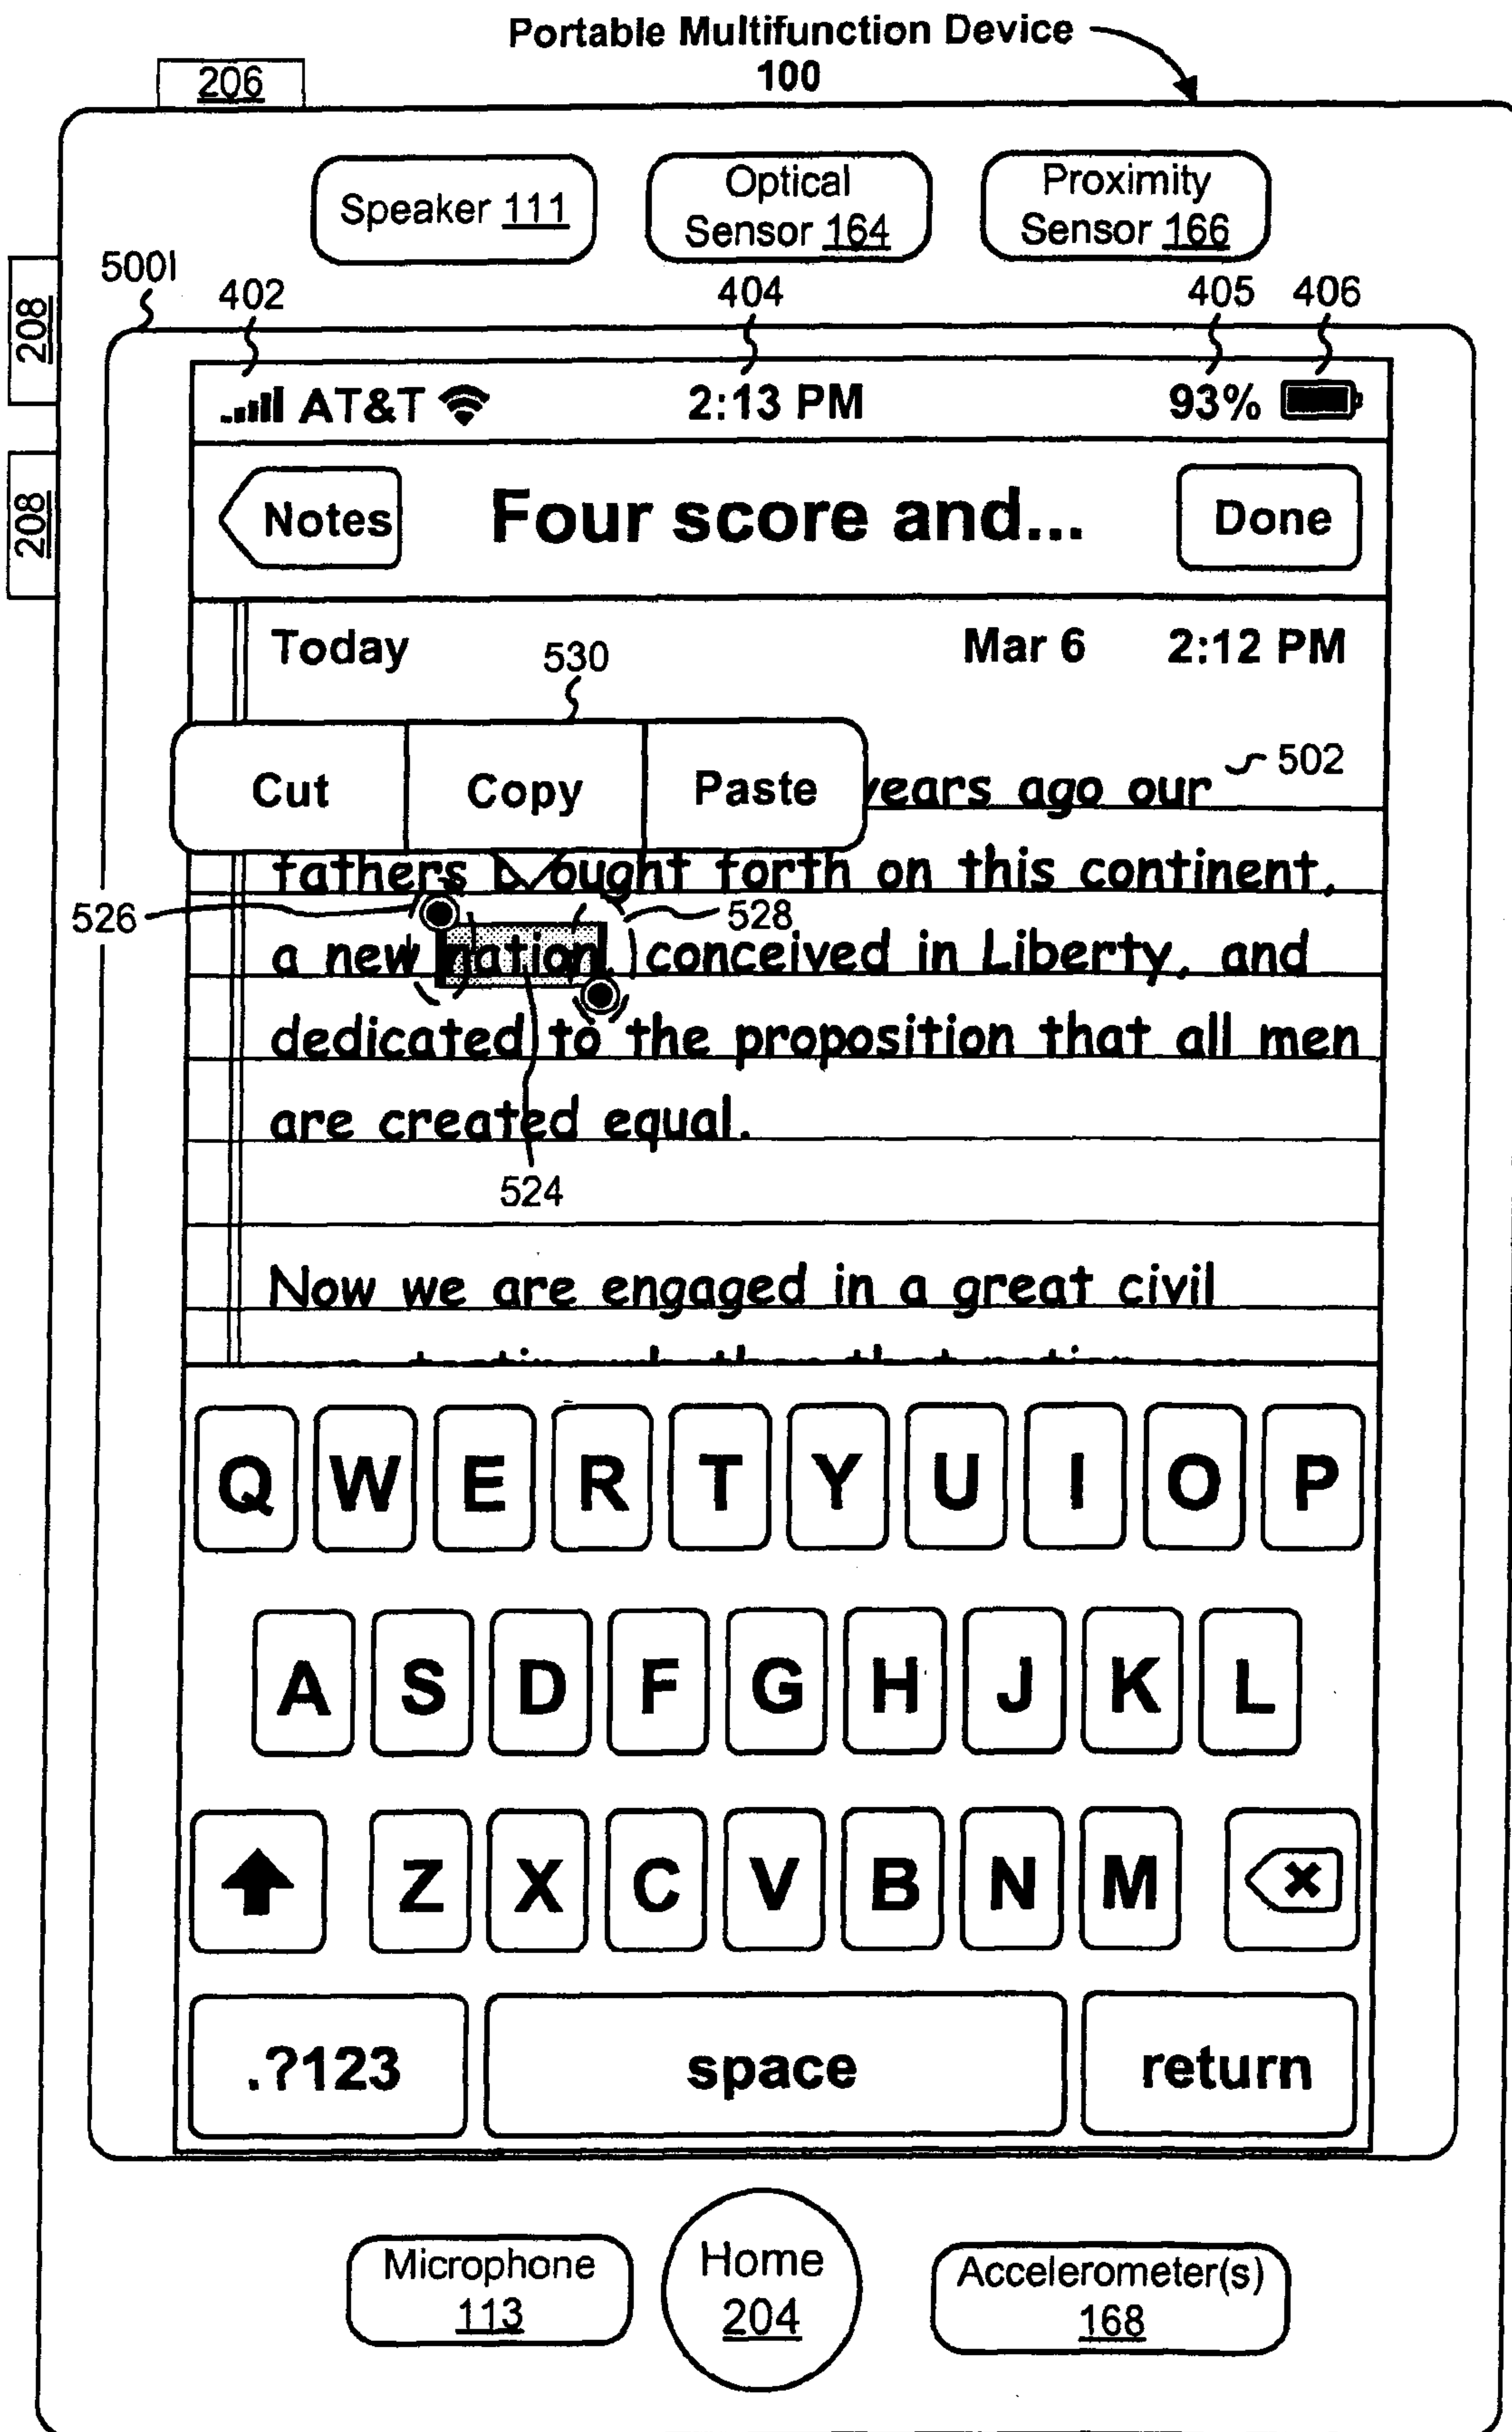 Portable Multifunction Device
100
206
Speaker 111
Optical
Sensor 164
Proximity
Sensor 166
208
208
500I
402
404
405
406
AT&T 2:13 PM 93%
Notes
Four score and...
Done
Today Mar 6 2:12 PM
530
Cut Copy Paste years ago our
502
fathers bought forth on this continent,
526
528
a new nation, conceived in Liberty, and
dedicated to the proposition that all men
are created equal.
524
Now we are engaged in a great civil
Q W E R T Y U I O P
A S D F G H J K L
Z X C V B N M
.?123 space return
Microphone
113
Home
204
Accelerometer(s)
168